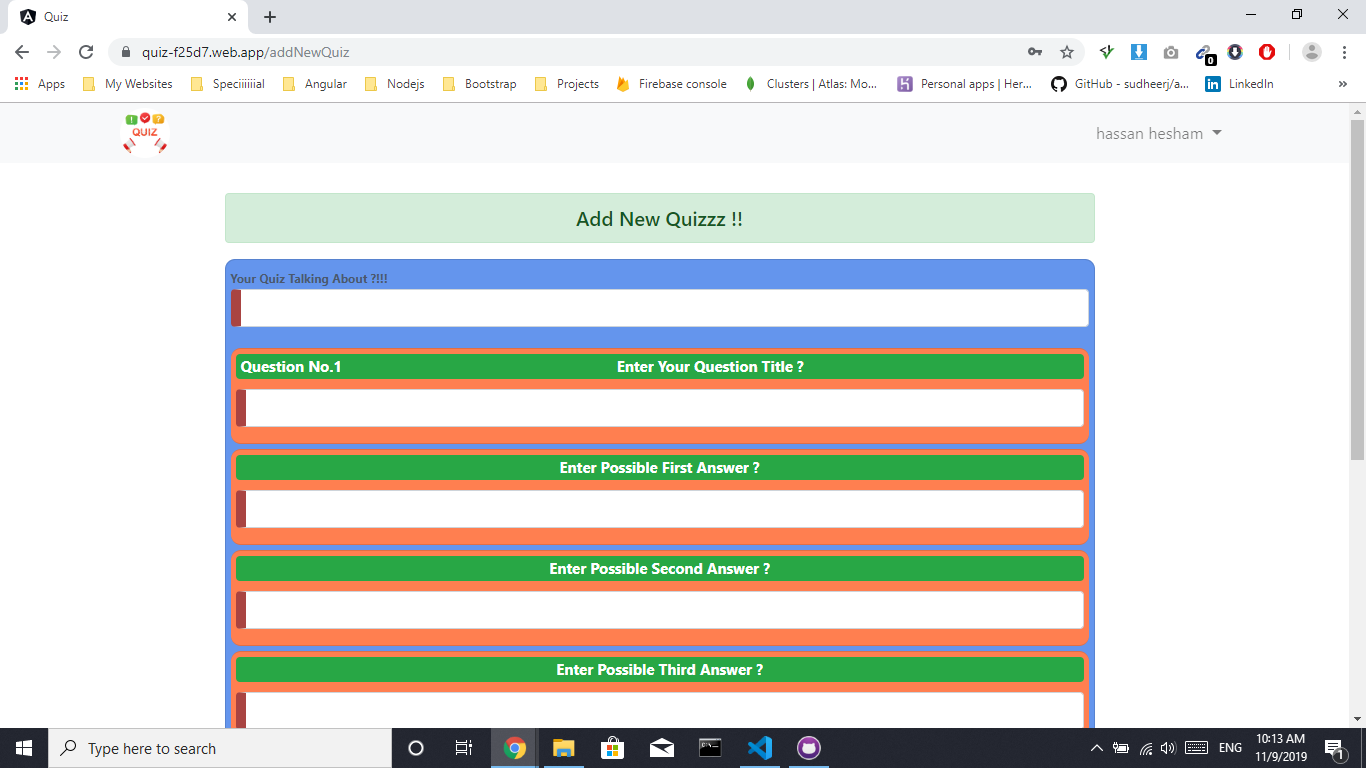 Quiz
quiz-f25d7.web.app/addNewQuiz
0
Apps My Websites Speciiiiiial Angular Nodejs Bootstrap Projects Firebase console Clusters | Atlas: Mo... Personal apps | Her... GitHub - sudheerj/a... LinkedIn »
! ?
QUIZ
hassan hesham
Add New Quizzz !!
Your Quiz Talking About ?!!!
Question No.1 Enter Your Question Title ?
Enter Possible First Answer ?
Enter Possible Second Answer ?
Enter Possible Third Answer ?
Type here to search
ENG
10:13 AM
11/9/2019
1